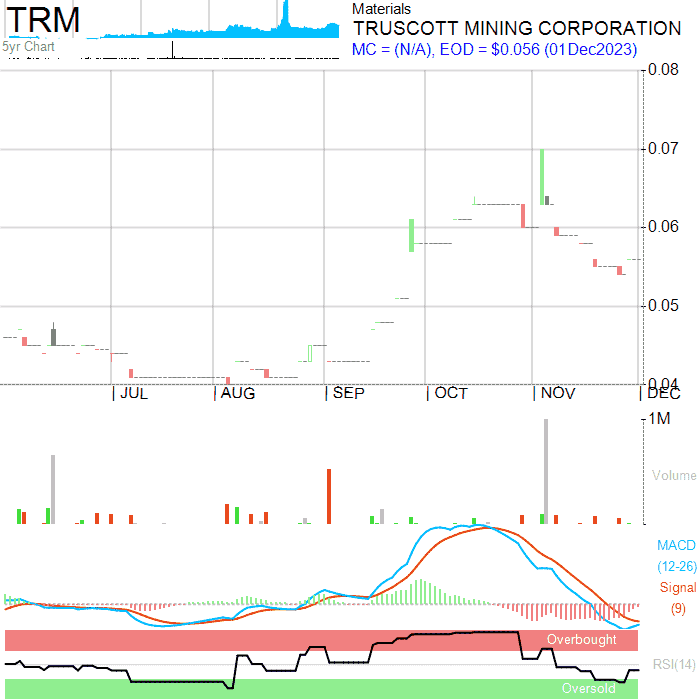 TRM
5yr Chart
Materials
TRUSCOTT MINING CORPORATION
MC = (N/A), EOD = $0.056 (01Dec2023)
0.08
0.07
0.06
0.05
0.04
JUL AUG SEP OCT NOV DEC
1M
Volume
MACD
(12-26)
Signal
(9)
Overbought
RSI(14)
Oversold